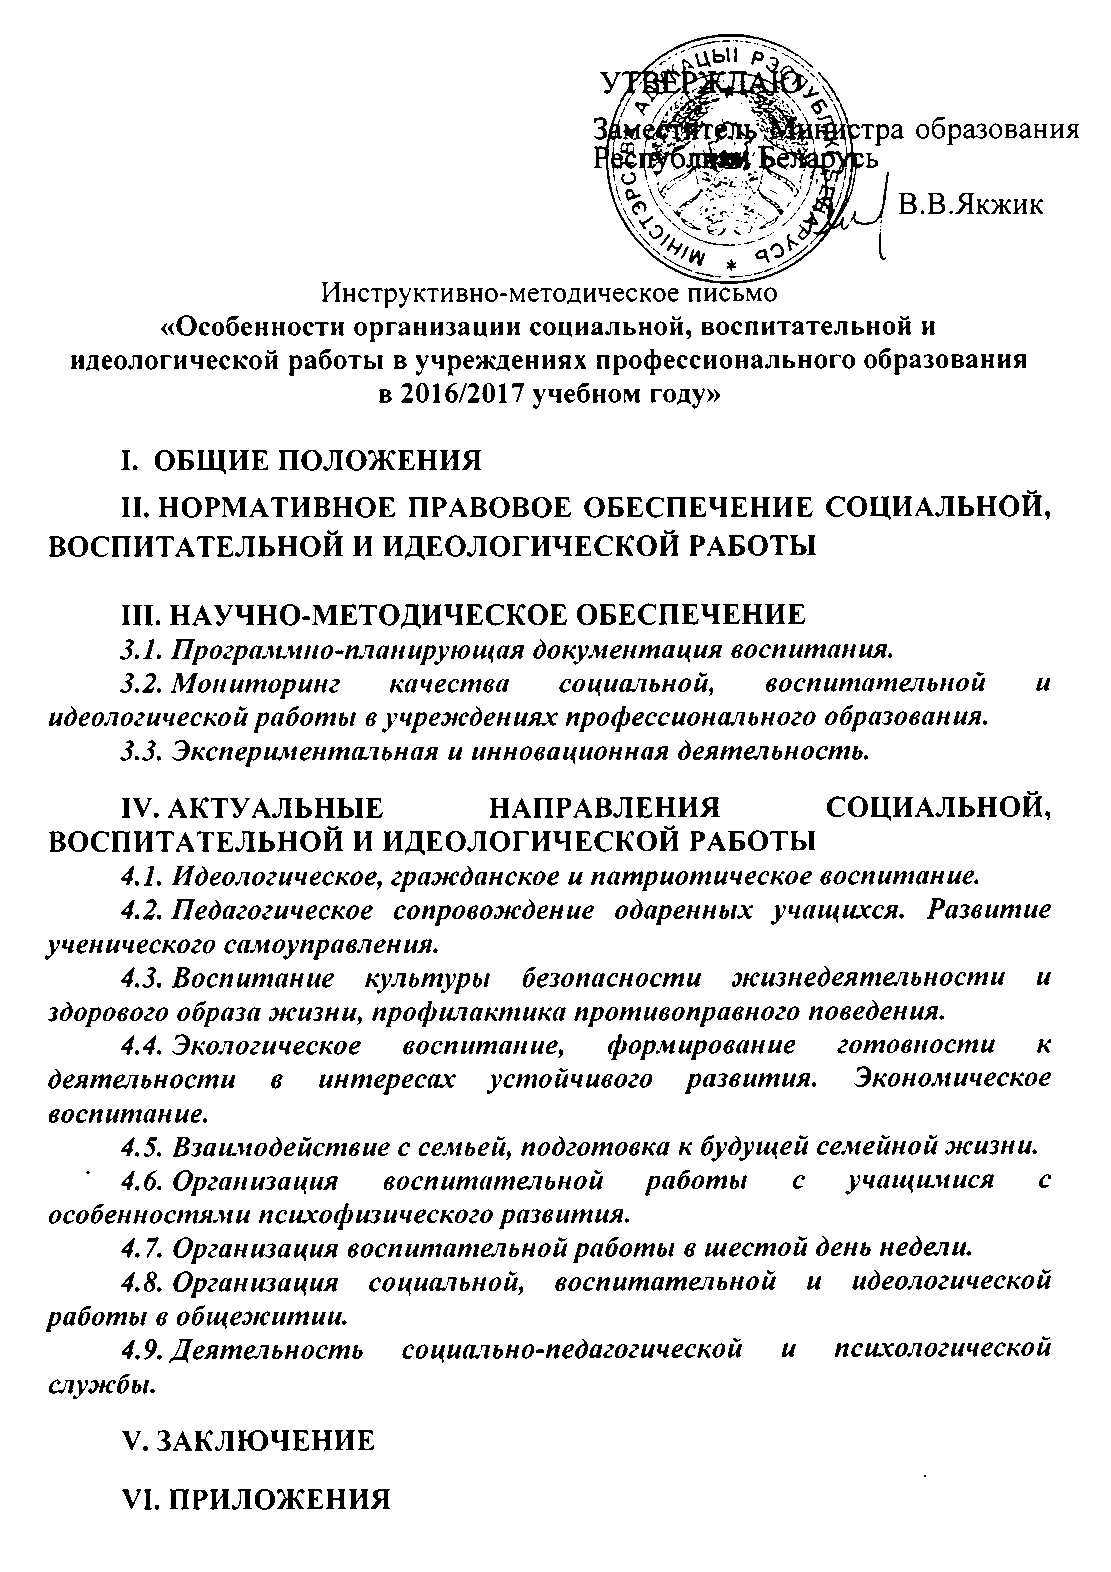 УТВЕРЖДАЮ
Заместитель Министра образования
Республики Беларусь
В.В.Якжик
МІНІСТЭРСТВА АДУКАЦЫІ РЭСПУБЛІКІ БЕЛАРУСЬ *
Инструктивно-методическое письмо
«Особенности организации социальной, воспитательной и
идеологической работы в учреждениях профессионального образования
в 2016/2017 учебном году»
I. ОБЩИЕ ПОЛОЖЕНИЯ
II. НОРМАТИВНОЕ ПРАВОВОЕ ОБЕСПЕЧЕНИЕ СОЦИАЛЬНОЙ,
ВОСПИТАТЕЛЬНОЙ И ИДЕОЛОГИЧЕСКОЙ РАБОТЫ
III. НАУЧНО-МЕТОДИЧЕСКОЕ ОБЕСПЕЧЕНИЕ
3.1. Программно-планирующая документация воспитания.
3.2. Мониторинг качества социальной, воспитательной и
идеологической работы в учреждениях профессионального образования.
3.3. Экспериментальная и инновационная деятельность.
IV. АКТУАЛЬНЫЕ НАПРАВЛЕНИЯ СОЦИАЛЬНОЙ,
ВОСПИТАТЕЛЬНОЙ И ИДЕОЛОГИЧЕСКОЙ РАБОТЫ
4.1. Идеологическое, гражданское и патриотическое воспитание.
4.2. Педагогическое сопровождение одаренных учащихся. Развитие
ученического самоуправления.
4.3. Воспитание культуры безопасности жизнедеятельности и
здорового образа жизни, профилактика противоправного поведения.
4.4. Экологическое воспитание, формирование готовности к
деятельности в интересах устойчивого развития. Экономическое
воспитание.
4.5. Взаимодействие с семьей, подготовка к будущей семейной жизни.
4.6. Организация воспитательной работы с учащимися с
особенностями психофизического развития.
4.7. Организация воспитательной работы в шестой день недели.
4.8. Организация социальной, воспитательной и идеологической
работы в общежитии.
4.9. Деятельность социально-педагогической и психологической
службы.
V. ЗАКЛЮЧЕНИЕ
VI. ПРИЛОЖЕНИЯ